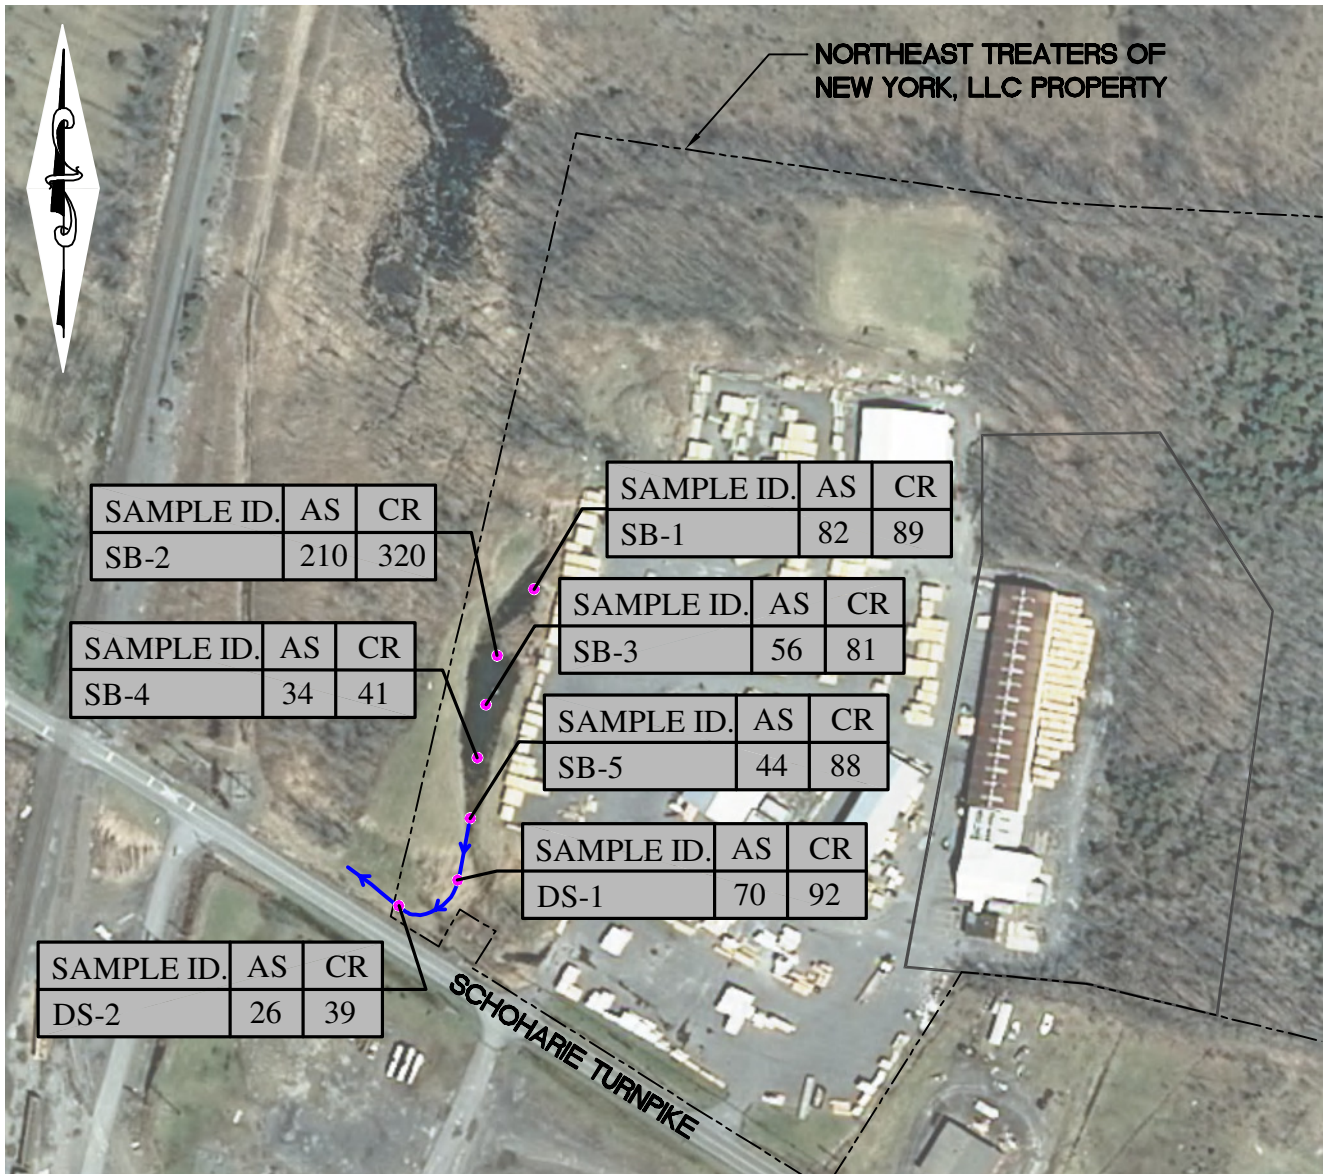 NORTHEAST TREATERS OF
NEW YORK, LLC PROPERTY
SAMPLE ID. AS CR
SB-1 82 89
SAMPLE ID. AS CR
SB-2 210 320
SAMPLE ID. AS CR
SB-3 56 81
SAMPLE ID. AS CR
SB-4 34 41
SAMPLE ID. AS CR
SB-5 44 88
SAMPLE ID. AS CR
DS-1 70 92
SAMPLE ID. AS CR
DS-2 26 39
SCHOHARIE TURNPIKE